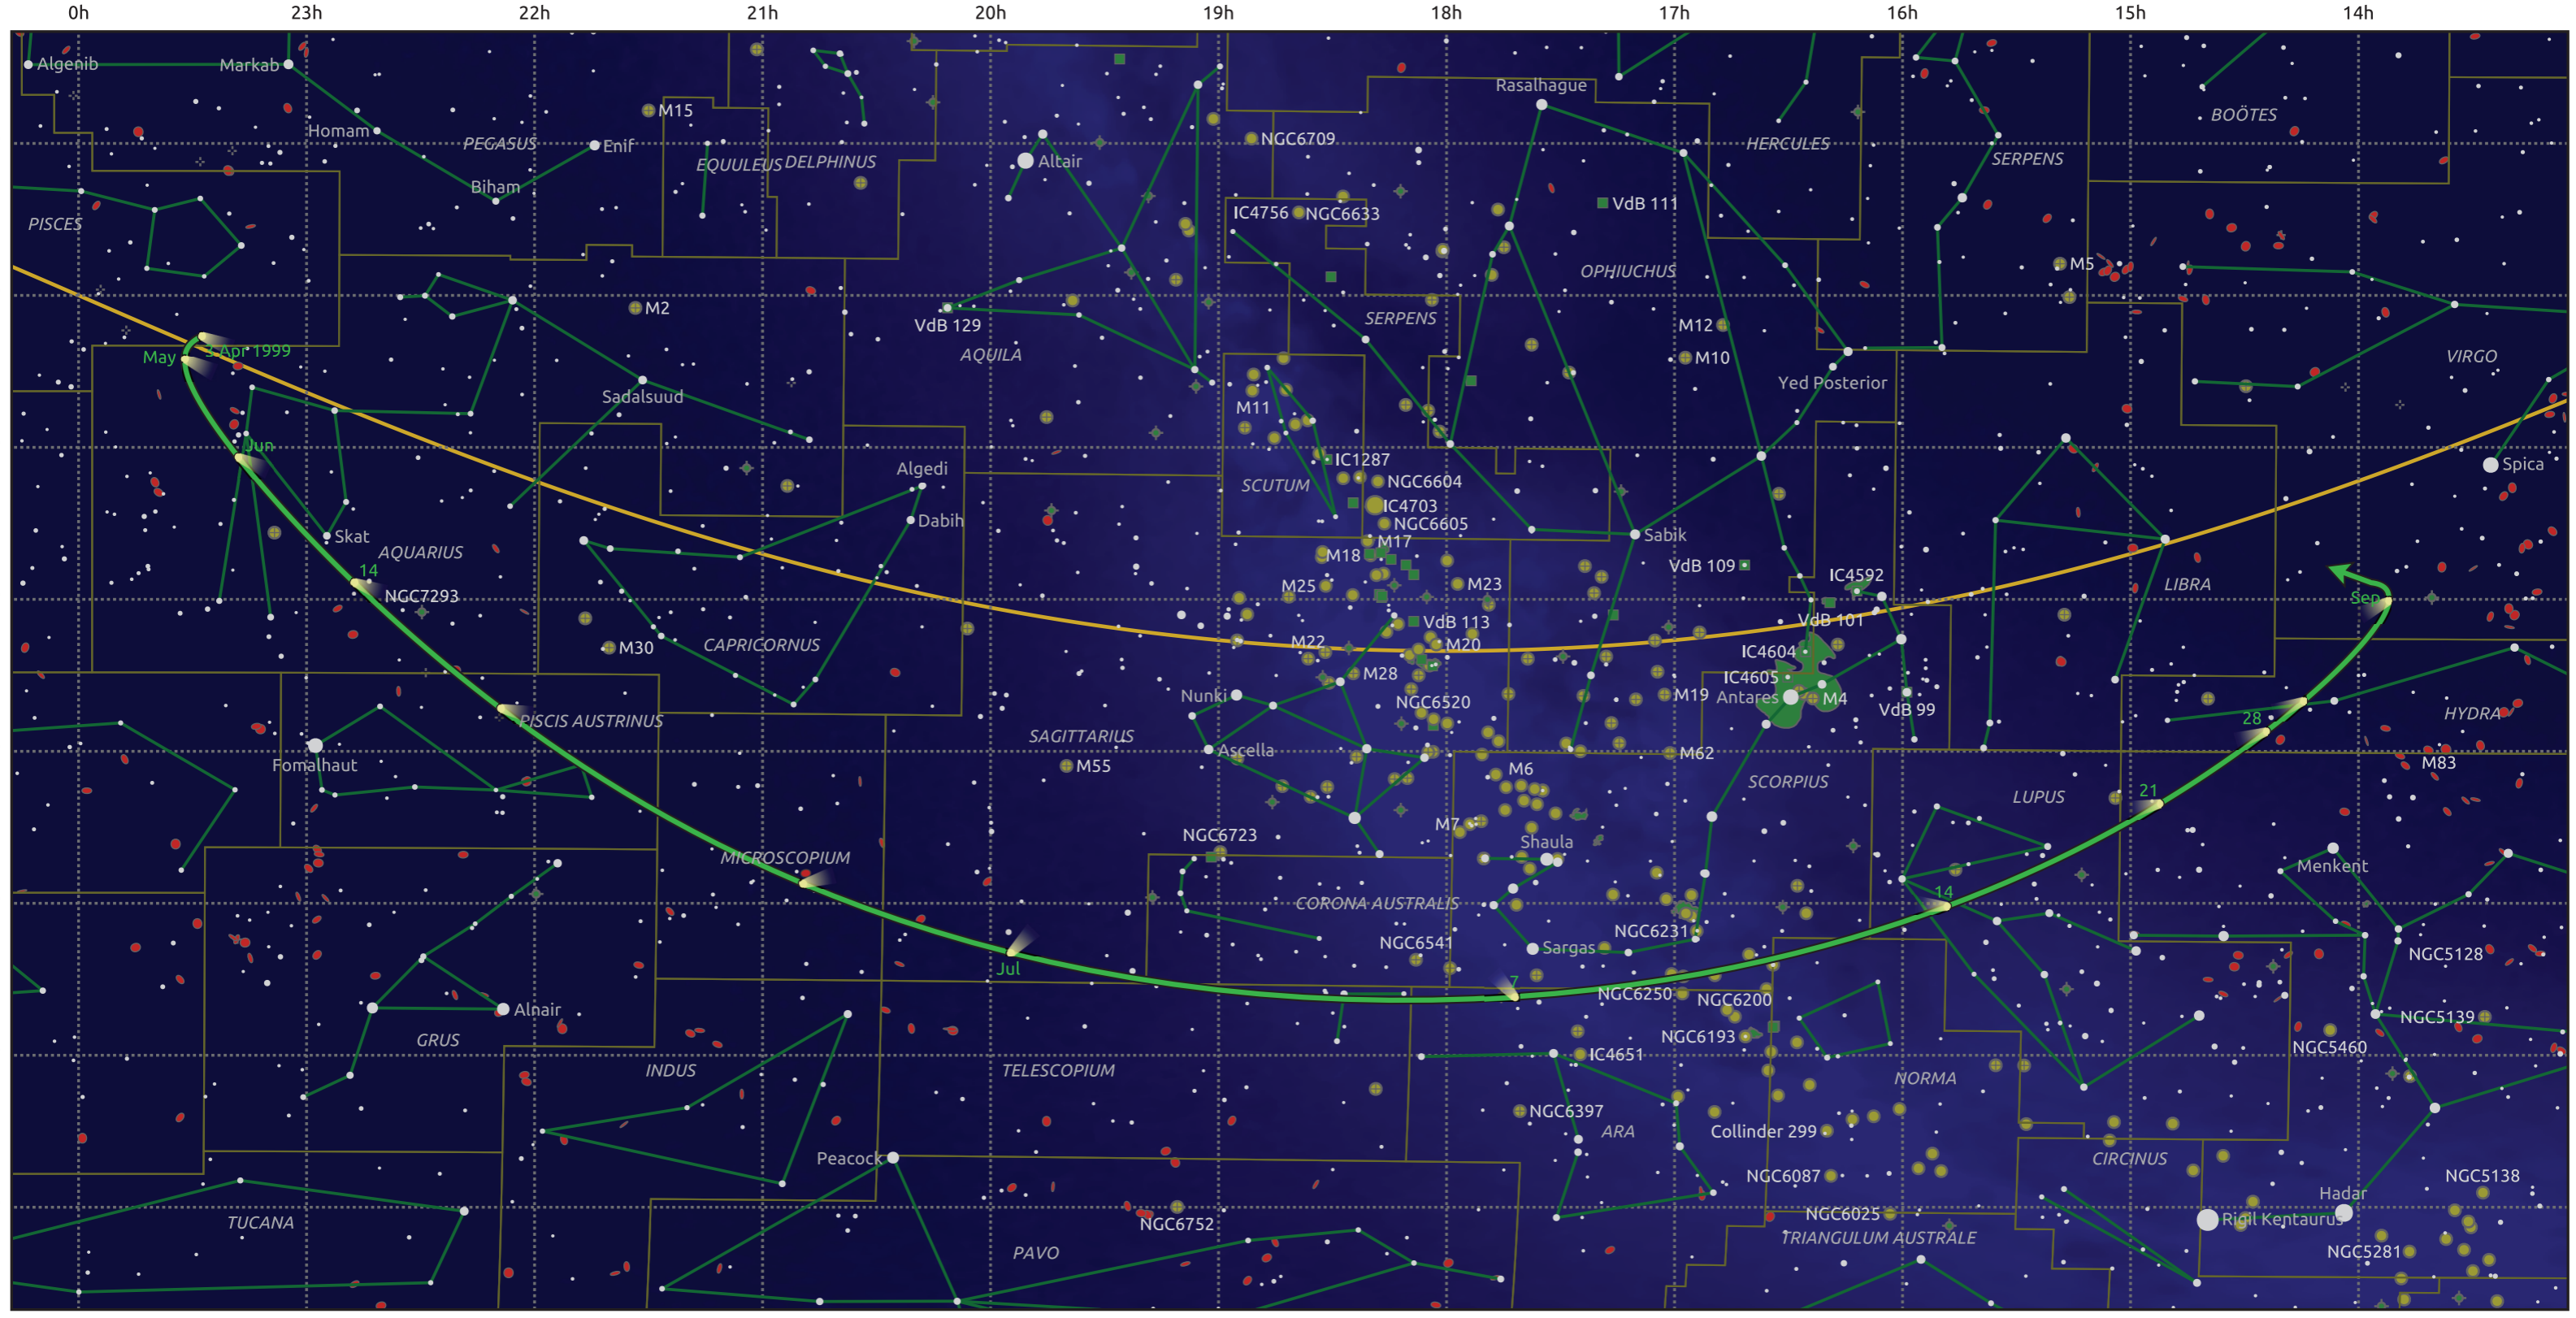 0h 23h 22h 21h 20h 19h 18h 17h 16h 15h 14h
Algenib
Markab
Rasalhague
M15
BOÖTES
Homam
PEGASUS
Enif
NGC6709
HERCULES
SERPENS
EQUULEUS
DELPHINUS
Altair
Biham
VdB 111
IC4756
NGC6633
PISCES
M5
OPHIUCHUS
M2
SERPENS
VdB 129
M12
AQUILA
May
3 Apr 1999
M10
VIRGO
Yed Posterior
Sadalsuud
M11
Jun
IC1287
Spica
Algedi
NGC6604
SCUTUM
IC4703
Dabih
NGC6605
Skat
Sabik
M17
AQUARIUS
M18
VdB 109
14
IC4592
M25
M23
LIBRA
NGC7293
Sep
VdB 101
VdB 113
M22
M20
M30
CAPRICORNUS
IC4604
M28
IC4605
Nunki
M19
Antares
M4
NGC6520
VdB 99
HYDRA
PISCIS AUSTRINUS
28
SAGITTARIUS
Ascella
M62
Fomalhaut
M55
M83
M6
SCORPIUS
21
LUPUS
M7
NGC6723
Shaula
MICROSCOPIUM
Menkent
14
CORONA AUSTRALIS
NGC6231
NGC6541
Sargas
NGC5128
Jul
7
NGC6250
NGC6200
Alnair
NGC5139
GRUS
NGC6193
NGC5460
IC4651
INDUS
TELESCOPIUM
NORMA
NGC6397
ARA
Collinder 299
Peacock
CIRCINUS
NGC6087
NGC5138
Hadar
NGC6025
TUCANA
NGC6752
Rigil Kentaurus
TRIANGULUM AUSTRALE
PAVO
NGC5281